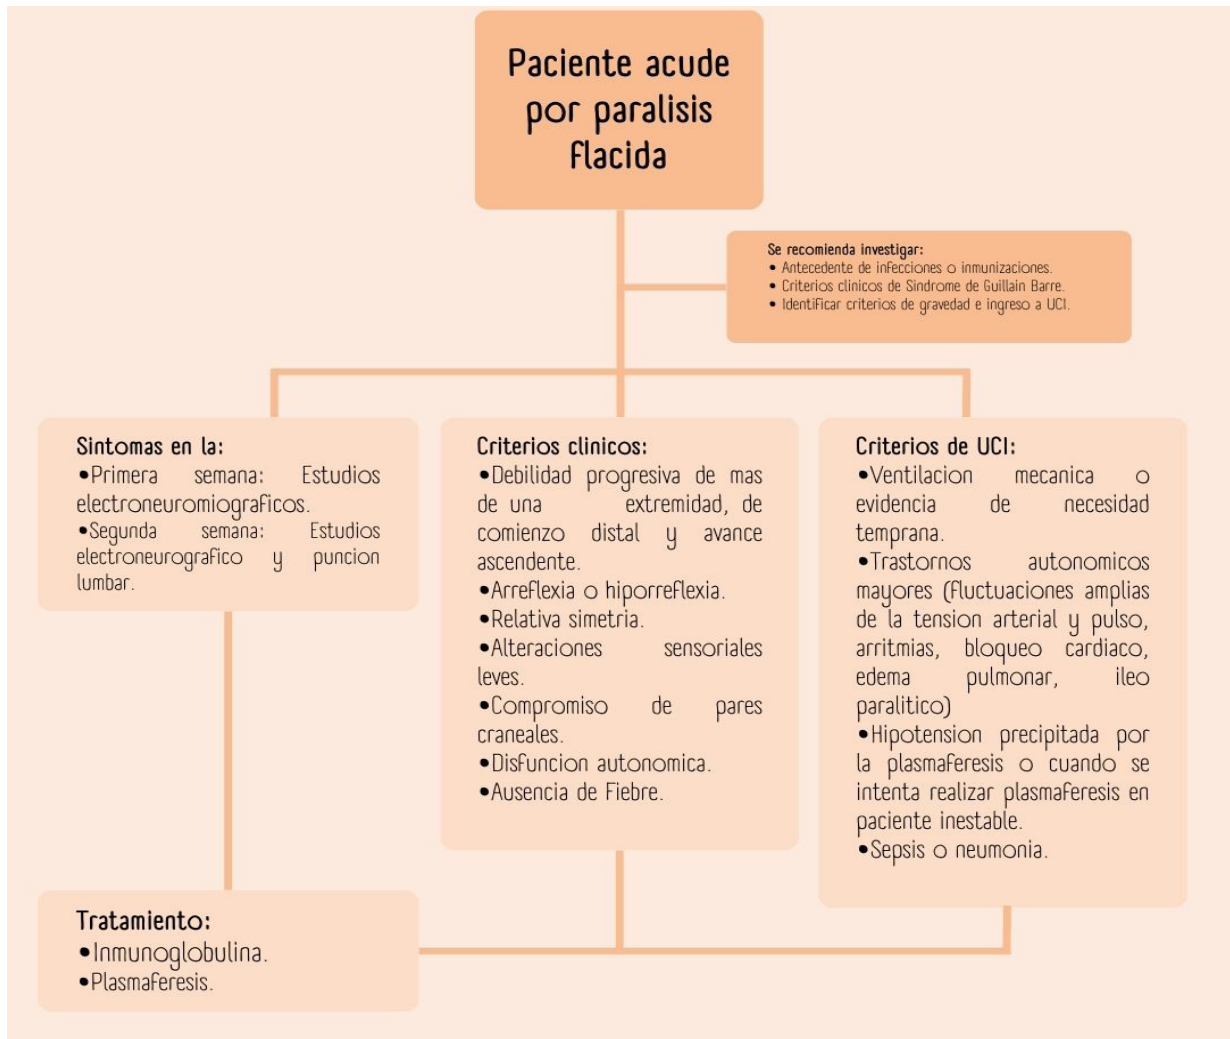 Paciente acude
por paralisis
flacida
Se recomienda investigar:
• Antecedente de infecciones o inmunizaciones.
• Criterios clinicos de Sindrome de Guillain Barre.
• Identificar criterios de gravedad e ingreso a UCI.
Sintomas en la:
•Primera semana: Estudios
electroneuromiograficos.
•Segunda semana: Estudios
electroneurografico y puncion
lumbar.
Criterios clinicos:
•Debilidad progresiva de mas
de una extremidad, de
comienzo distal y avance
ascendente.
•Arreflexia o hiporreflexia.
•Relativa simetria.
•Alteraciones sensoriales
leves.
•Compromiso de pares
craneales.
•Disfuncion autonomica.
•Ausencia de Fiebre.
Criterios de UCI:
•Ventilacion mecanica o
evidencia de necesidad
temprana.
•Trastornos autonomicos
mayores (fluctuaciones amplias
de la tension arterial y pulso,
arritmias, bloqueo cardiaco,
edema pulmonar, ileo
paralitico)
•Hipotension precipitada por
la plasmaferesis o cuando se
intenta realizar plasmaferesis en
paciente inestable.
•Sepsis o neumonia.
Tratamiento:
•Inmunoglobulina.
•Plasmaferesis.